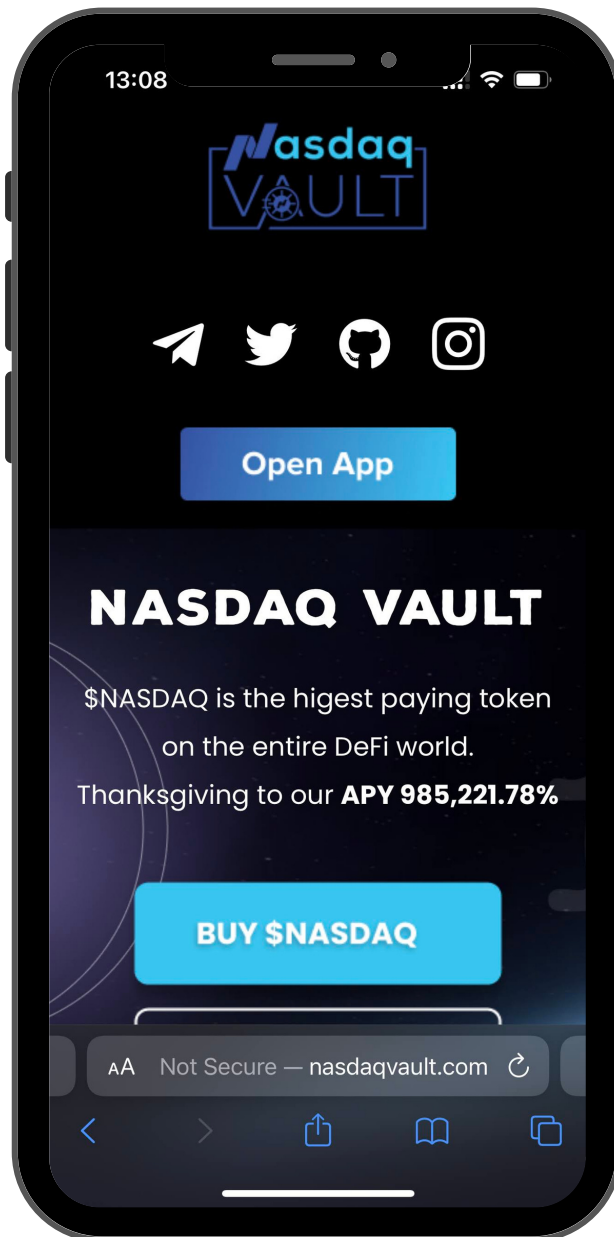 13:08
Nasdaq
VAULT
Open App
NASDAQ VAULT
$NASDAQ is the higest paying token
on the entire DeFi world.
Thanksgiving to our APY 985,221.78%
BUY $NASDAQ
AA Not Secure — nasdaqvault.com